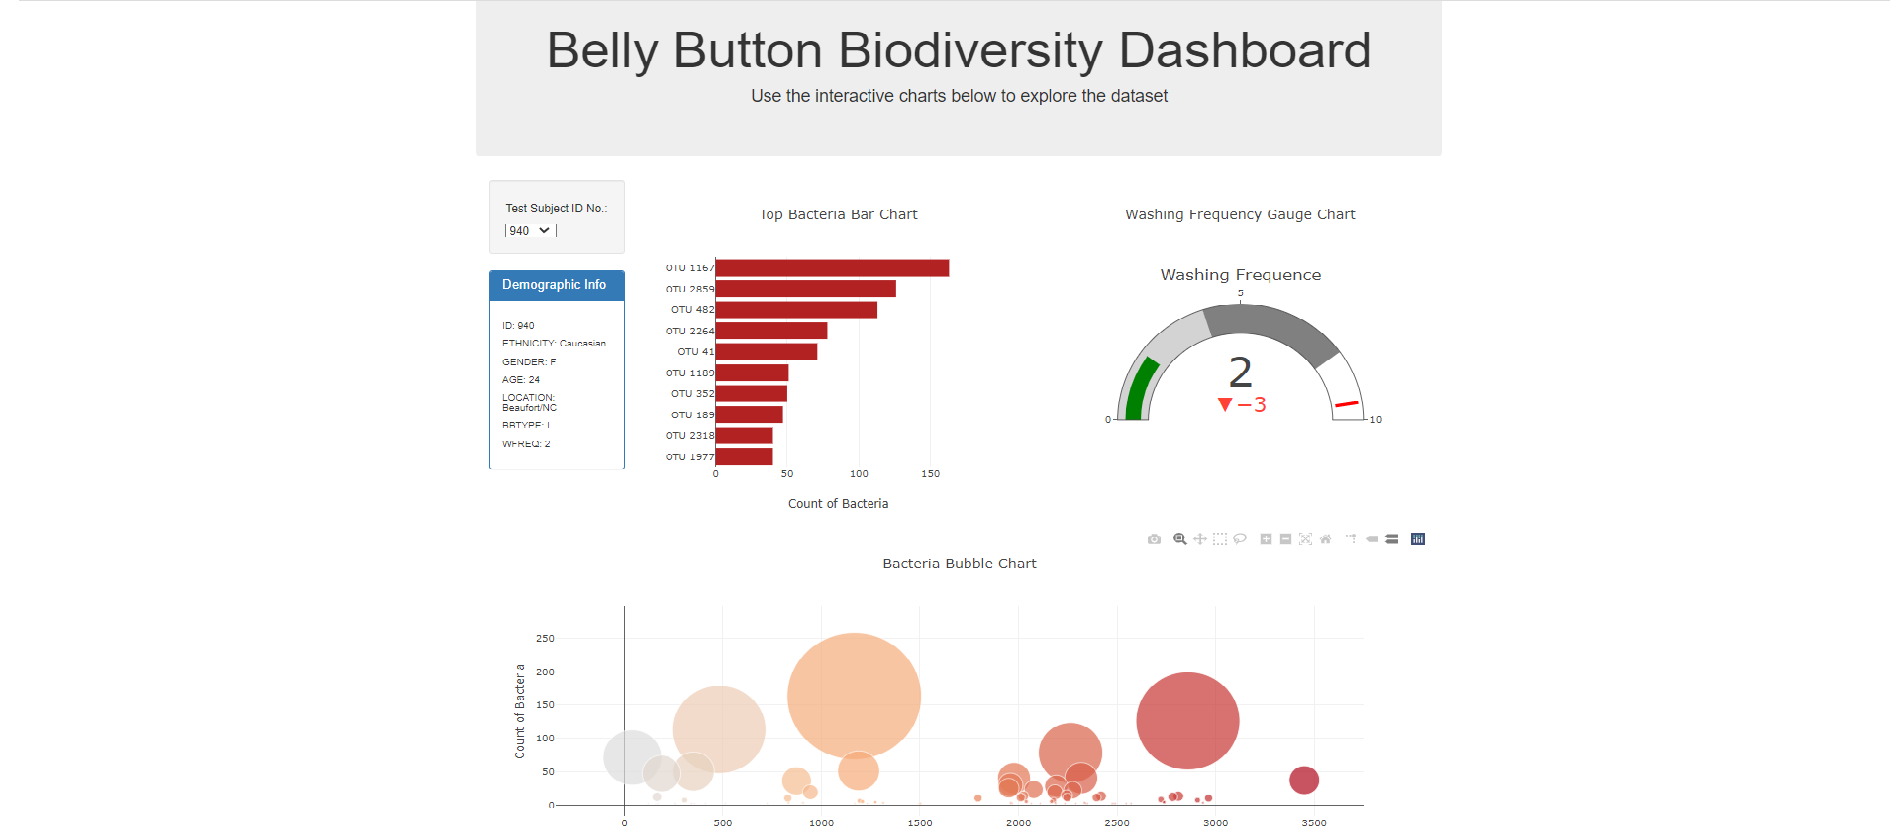 Belly Button Biodiversity Dashboard
Use the interactive charts below to explore the dataset
Test Subject ID No.:
940
Demographic Info
ID: 940
ETHNICITY: Caucasian
GENDER: F
AGE: 24
LOCATION:
Beaufort/NC
BBTYPE: I
WFREQ: 2
Top Bacteria Bar Chart
OTU 1167
OTU 2859
OTU 482
OTU 2264
OTU 41
OTU 1189
OTU 352
OTU 189
OTU 2318
OTU 1977
0 50 100 150
Count of Bacteria
Washing Frequency Gauge Chart
Washing Frequence
5
2
▼−3
0 10
Bacteria Bubble Chart
Count of Bacteria
250
200
150
100
50
0
0 500 1000 1500 2000 2500 3000 3500